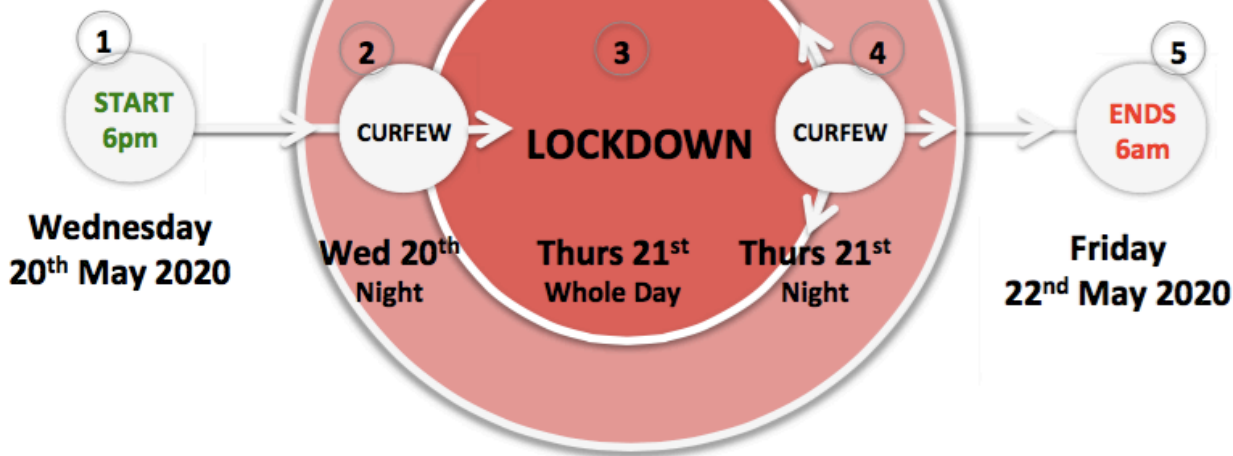 1
START
6pm
Wednesday
20th May 2020
2
CURFEW
Wed 20th
Night
3
LOCKDOWN
Thurs 21st
Whole Day
4
CURFEW
Thurs 21st
Night
5
ENDS
6am
Friday
22nd May 2020